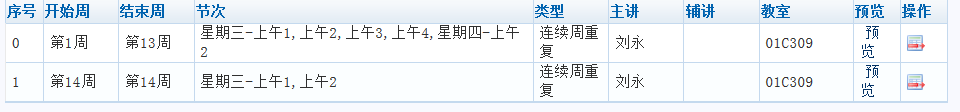 序号 开始周 结束周 节次 类型 主讲 辅讲 教室 预览 操作
0 第1周 第13周 星期三-上午1,上午2,上午3,上午4,星期四-上午2 连续周重复 刘永 01C309 预览
1 第14周 第14周 星期三-上午1,上午2 连续周重复 刘永 01C309 预览